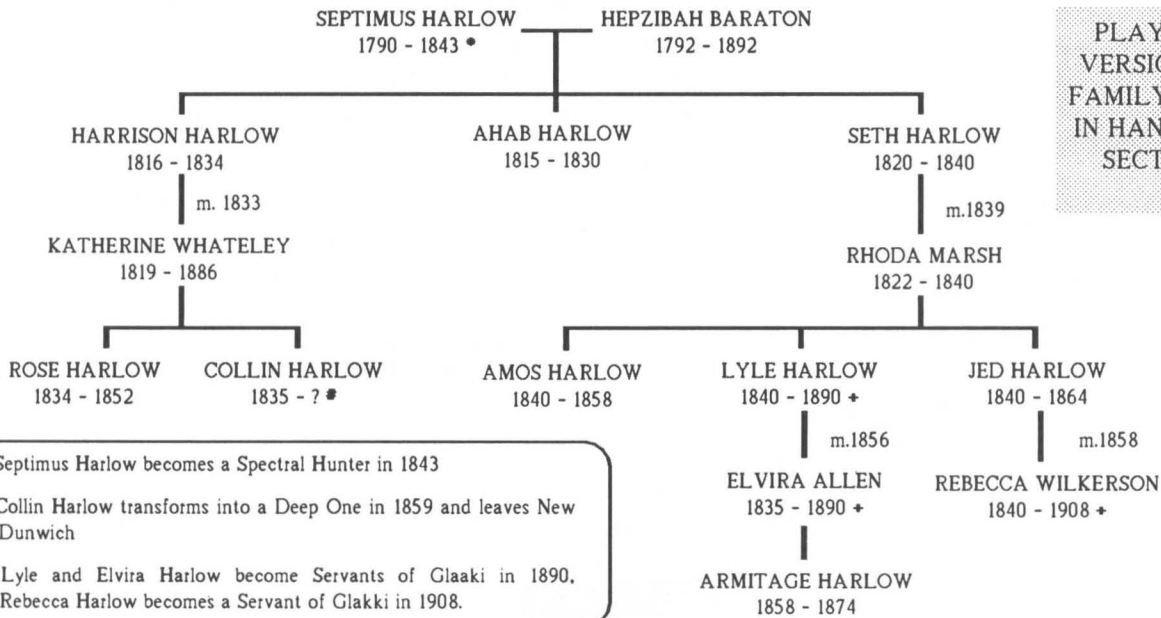 SEPTIMUS HARLOW
1790 - 1843 *
HEPZIBAH BARATON
1792 - 1892
HARRISON HARLOW
1816 - 1834
AHAB HARLOW
1815 - 1830
SETH HARLOW
1820 - 1840
m. 1833
m.1839
KATHERINE WHATELEY
1819 - 1886
RHODA MARSH
1822 - 1840
ROSE HARLOW
1834 - 1852
COLLIN HARLOW
1835 - ? #
AMOS HARLOW
1840 - 1858
LYLE HARLOW
1840 - 1890 +
JED HARLOW
1840 - 1864
m.1856
m.1858
ELVIRA ALLEN
1835 - 1890 +
REBECCA WILKERSON
1840 - 1908 +
ARMITAGE HARLOW
1858 - 1874
Septimus Harlow becomes a Spectral Hunter in 1843
Collin Harlow transforms into a Deep One in 1859 and leaves New
Dunwich
Lyle and Elvira Harlow become Servants of Glaaki in 1890,
Rebecca Harlow becomes a Servant of Glakki in 1908.
PLAY
VERSIO
FAMILY
IN HAN
SECT